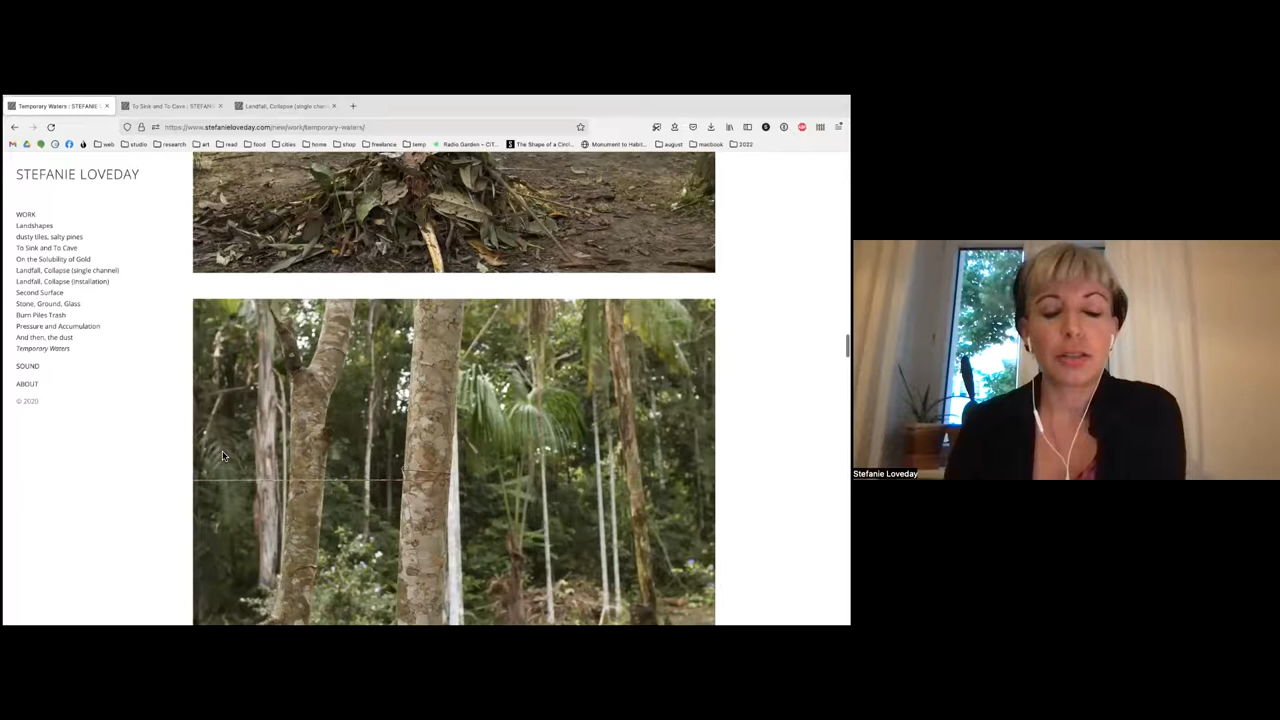 Temporary Waters : STEFANIE L
To Sink and To Cave : STEFANI
Landfall, Collapse (single chann
https://www.stefanieloveday.com/new/work/temporary-waters/
web studio research art read food cities home shop freelance temp Radio Garden – CIT... The Shape of a Circl... Monument to Habit... august macbook 2022
STEFANIE LOVEDAY
WORK
Landshapes
dusty tiles, salty pines
To Sink and To Cave
On the Solubility of Gold
Landfall, Collapse (single channel)
Landfall, Collapse (installation)
Second Surface
Stone, Ground, Glass
Burn Piles Trash
Pressure and Accumulation
And then, the dust
Temporary Waters
SOUND
ABOUT
© 2020
Stefanie Loveday